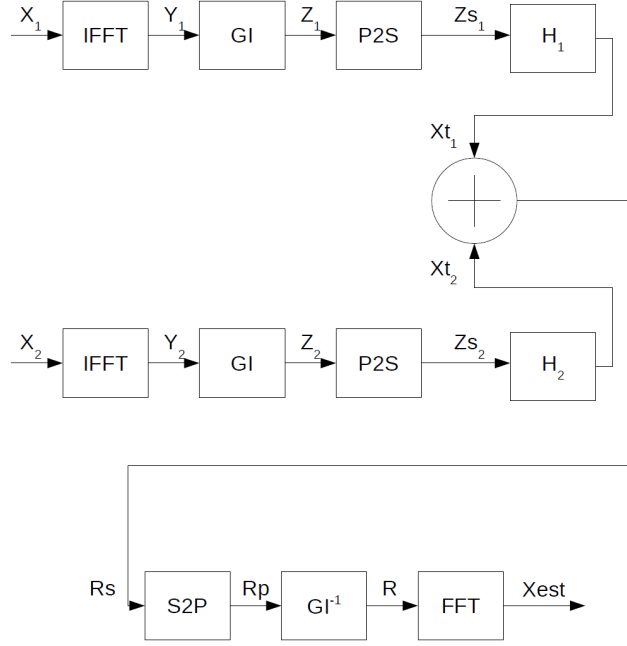 X₁ Y₁ Z₁ Zs₁
IFFT GI P2S H₁
Xt₁
Xt₂
X₂ Y₂ Z₂ Zs₂
IFFT GI P2S H₂
Rs Rp R Xest
S2P GI⁻¹ FFT